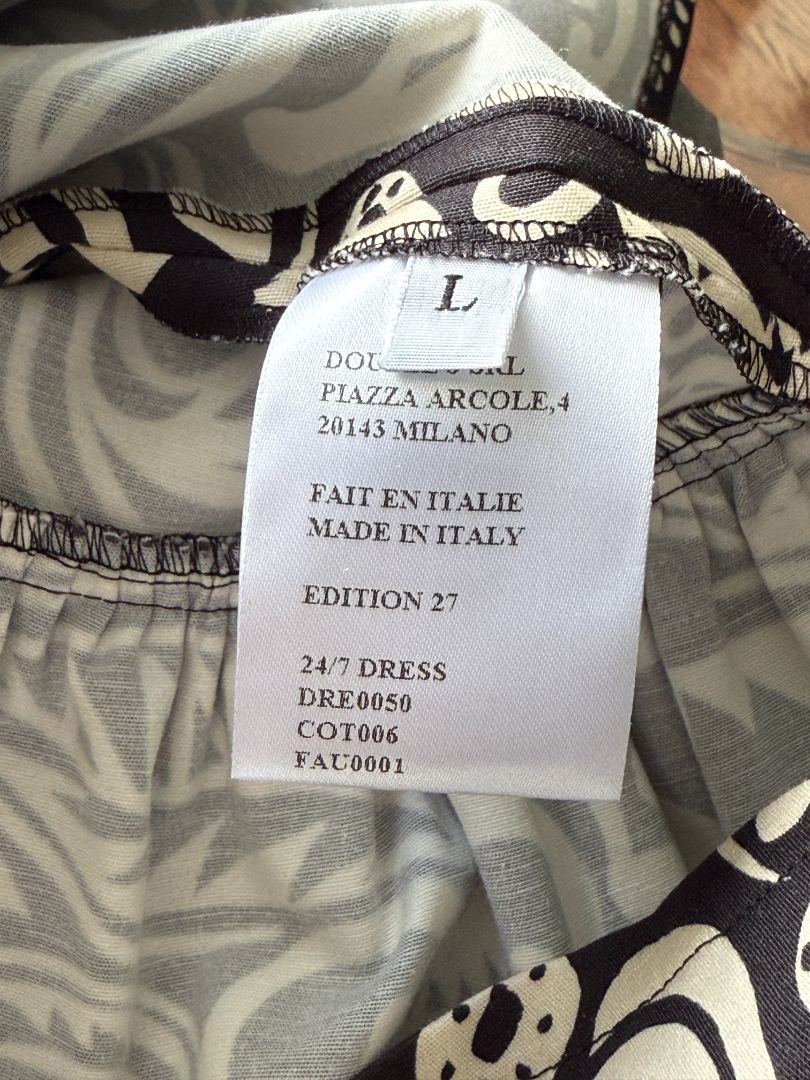 L
SRL
PIAZZA ARCOLE,4
20143 MILANO
FAIT EN ITALIE
MADE IN ITALY
EDITION 27
24/7 DRESS
DRE0050
COT006
FAU0001